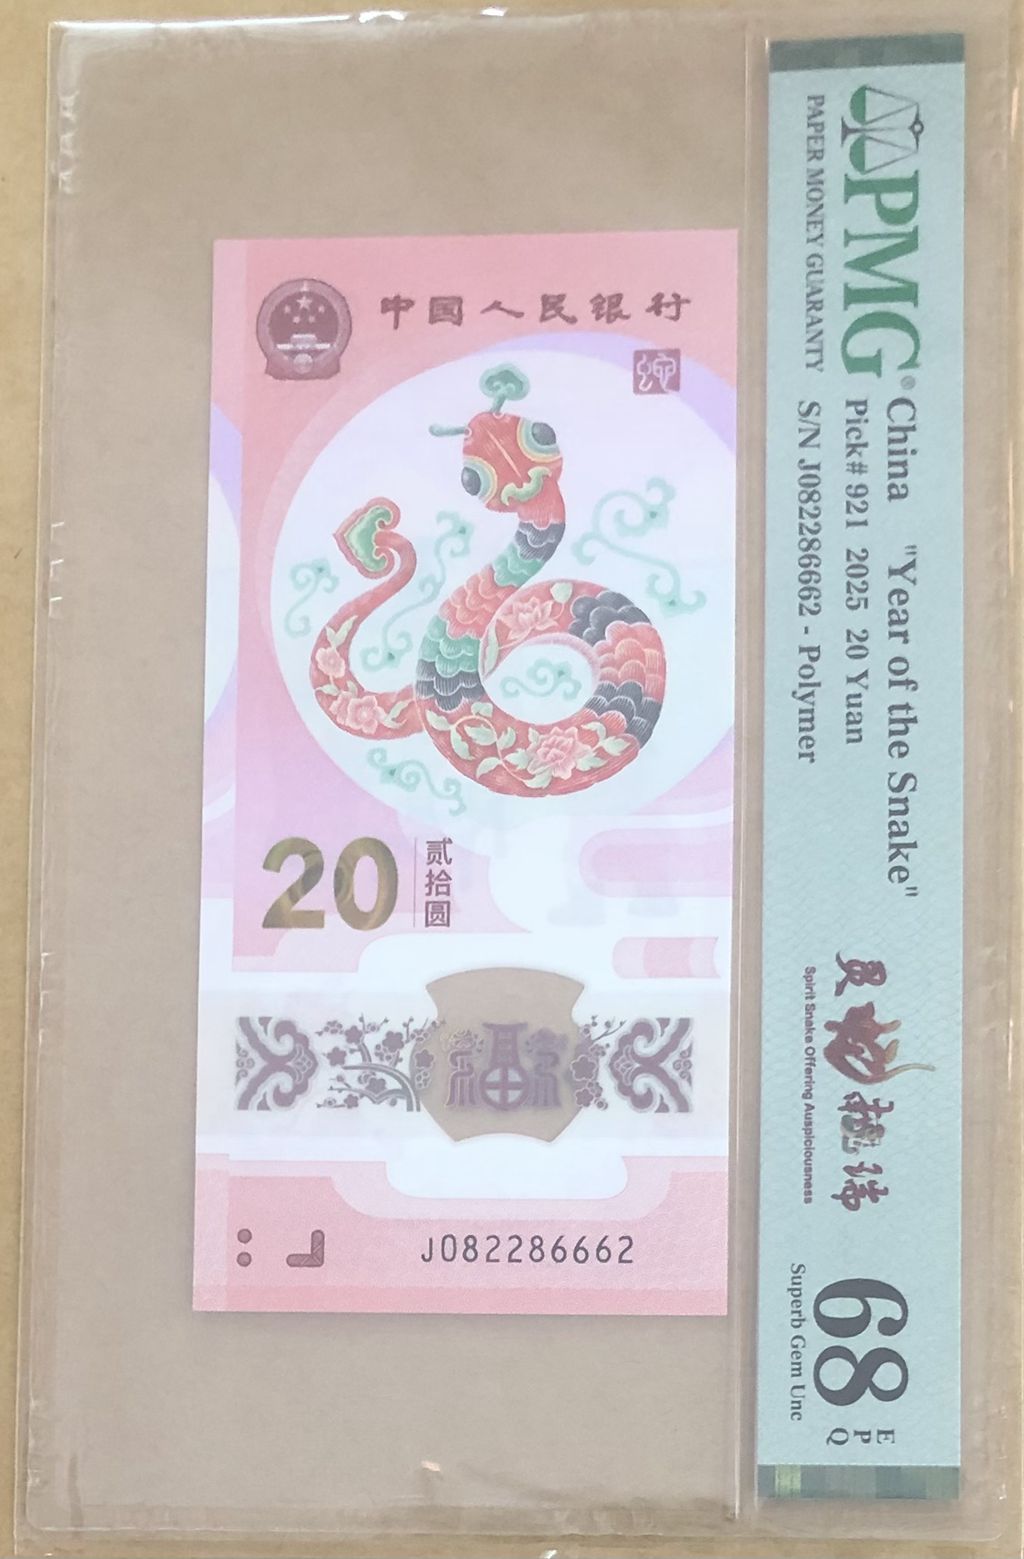 中国人民银行
蛇
20
贰拾圆
福
J082286662
PMG®
PAPER MONEY GUARANTY
China "Year of the Snake"
Pick# 921 2025 20 Yuan
S/N J082286662 - Polymer
灵蛇献瑞
Spirit Snake Offering Auspiciousness
68
EPQ
Superb Gem Unc